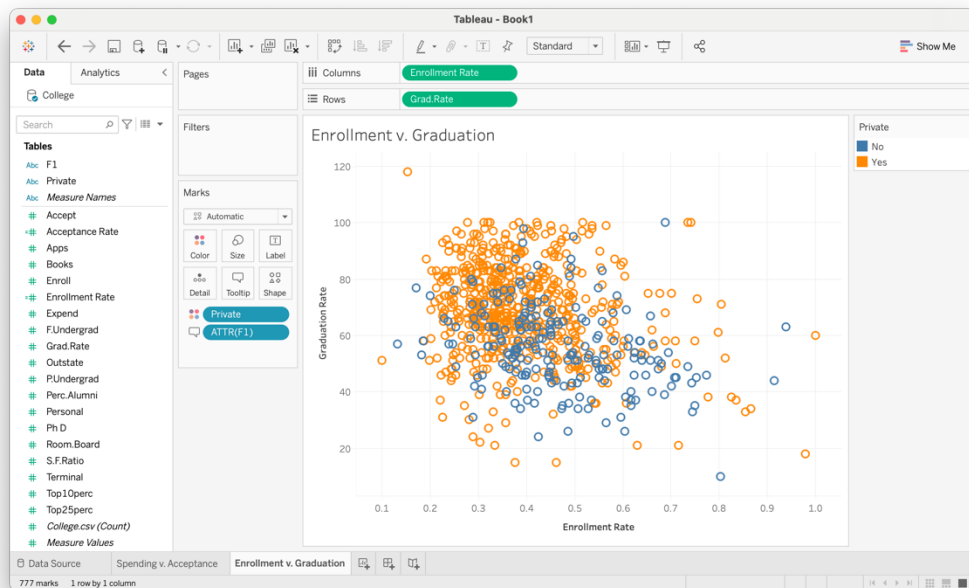 Tableau - Book1
Standard
Show Me
Data
Analytics
College
Search
Tables
Abc F1
Abc Private
Abc Measure Names
Accept
Acceptance Rate
Apps
Books
Enroll
Enrollment Rate
Expend
F.Undergrad
Grad.Rate
Outstate
P.Undergrad
Perc.Alumni
Personal
Ph D
Room.Board
S.F.Ratio
Terminal
Top10perc
Top25perc
College.csv (Count)
Measure Values
Pages
Filters
Marks
Automatic
Color
Size
Label
Detail
Tooltip
Shape
Private
ATTR(F1)
Columns
Enrollment Rate
Rows
Grad.Rate
Enrollment v. Graduation
120
100
80
60
40
20
Graduation Rate
0.1 0.2 0.3 0.4 0.5 0.6 0.7 0.8 0.9 1.0
Enrollment Rate
Private
No
Yes
Data Source
Spending v. Acceptance
Enrollment v. Graduation
777 marks 1 row by 1 column